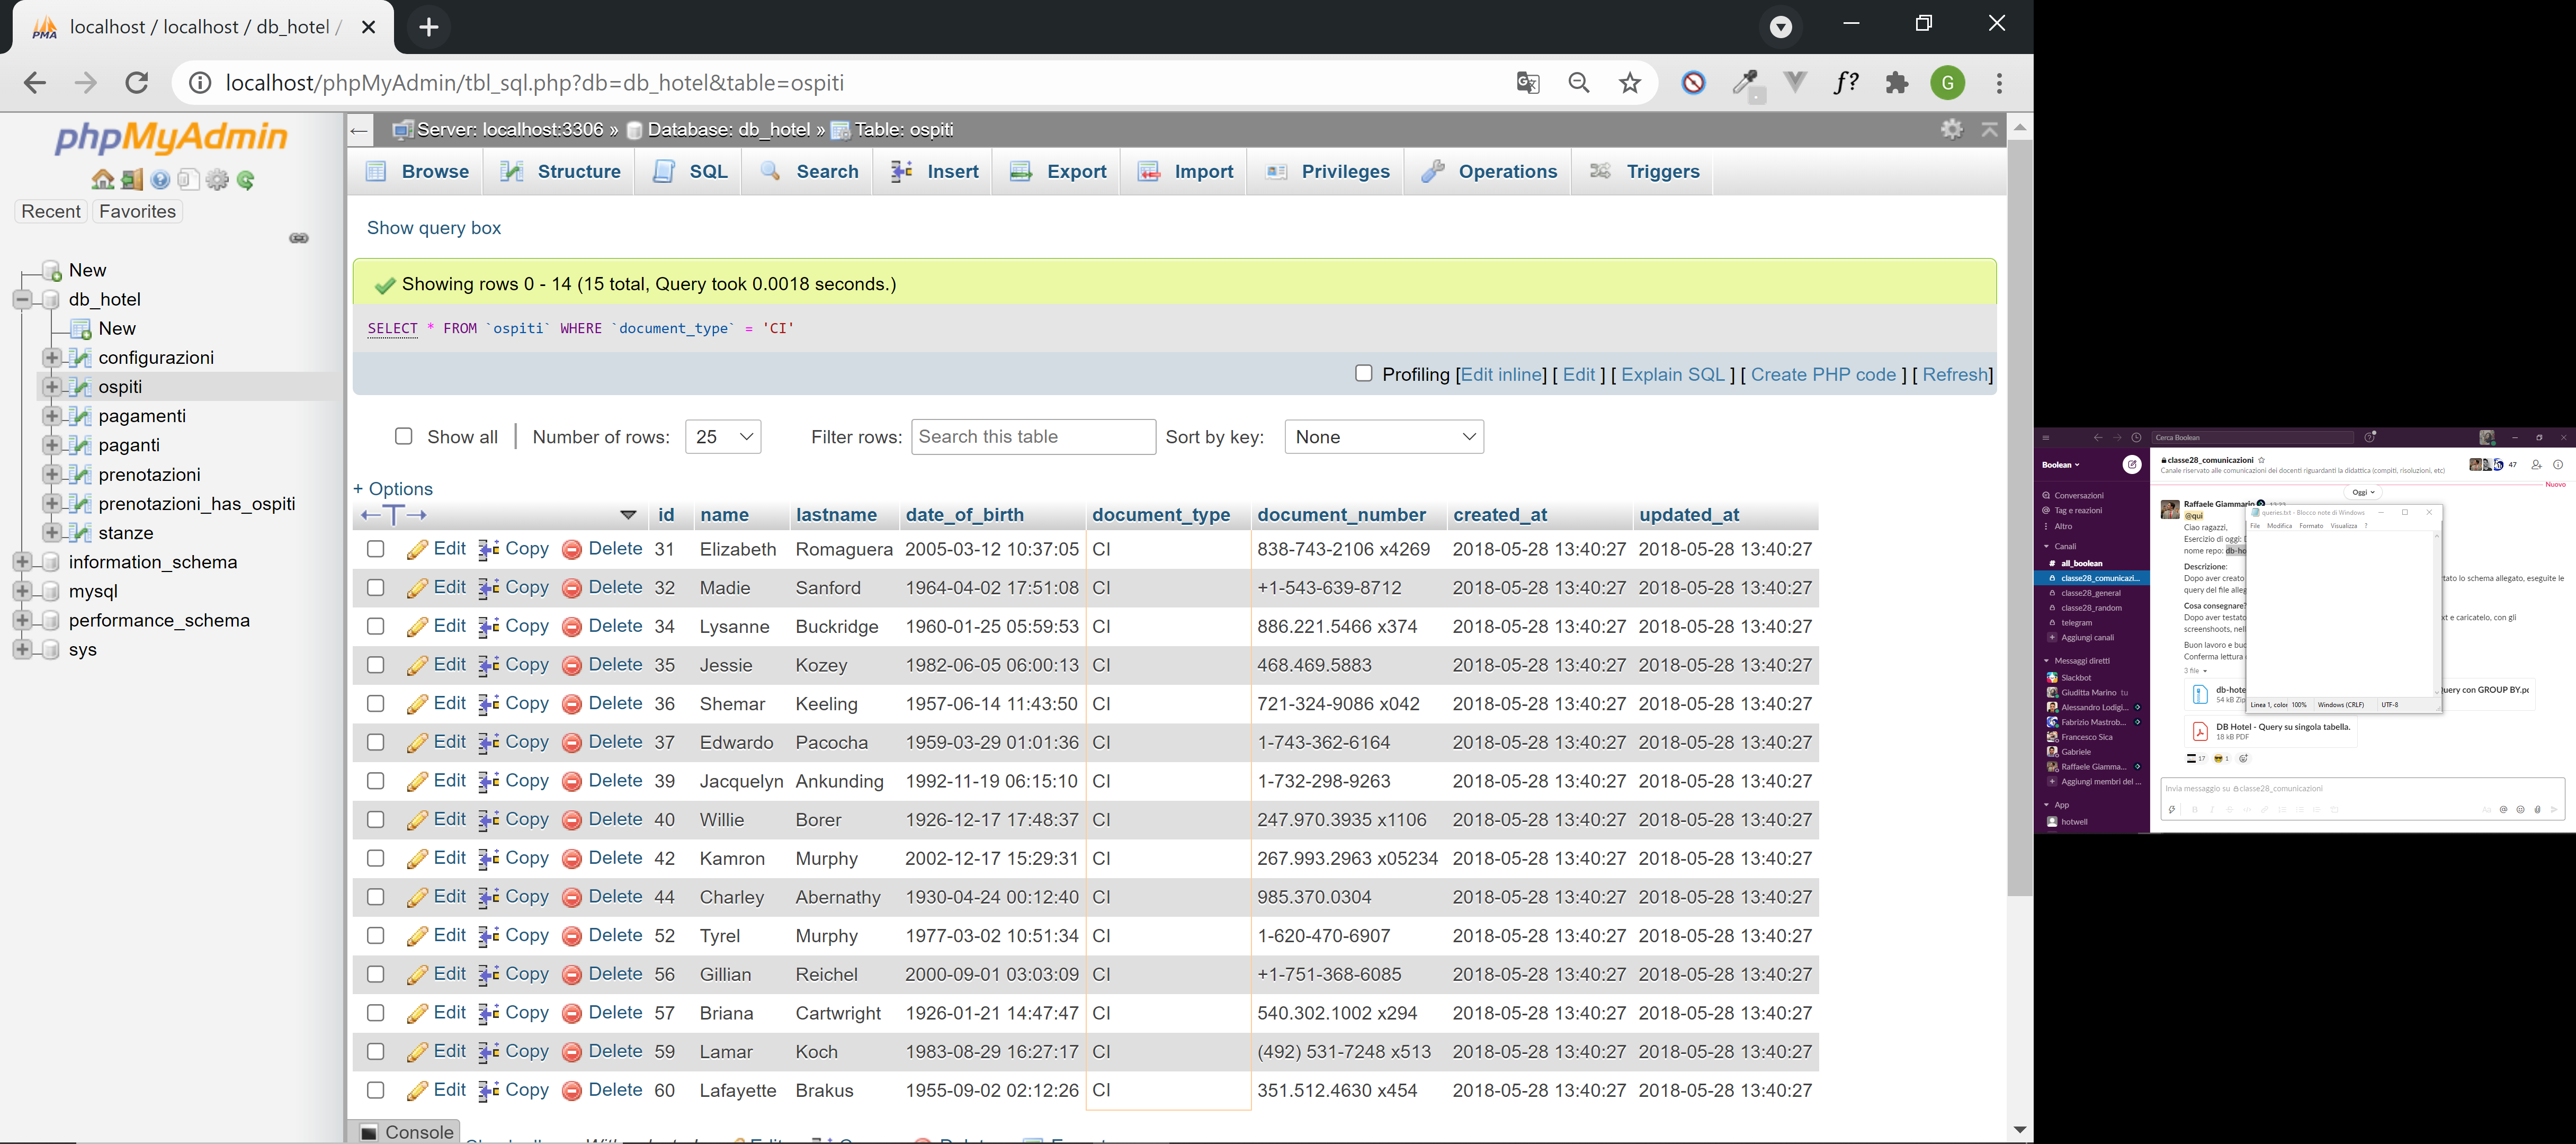 localhost / localhost / db_hotel /
localhost/phpMyAdmin/tbl_sql.php?db=db_hotel&table=ospiti
f?
G
phpMyAdmin
Recent
Favorites
New
db_hotel
New
configurazioni
ospiti
pagamenti
paganti
prenotazioni
prenotazioni_has_ospiti
stanze
information_schema
mysql
performance_schema
sys
Server: localhost:3306 » Database: db_hotel » Table: ospiti
Browse Structure SQL Search Insert Export Import Privileges Operations Triggers
Show query box
Showing rows 0 - 14 (15 total, Query took 0.0018 seconds.)
SELECT * FROM `ospiti` WHERE `document_type` = 'CI'
Profiling [Edit inline] [ Edit ] [ Explain SQL ] [ Create PHP code ] [ Refresh]
Show all | Number of rows: 25 Filter rows: Search this table Sort by key: None
+ Options
←T→ id name lastname date_of_birth document_type document_number created_at updated_at
Edit Copy Delete 31 Elizabeth Romaguera 2005-03-12 10:37:05 CI 838-743-2106 x4269 2018-05-28 13:40:27 2018-05-28 13:40:27
Edit Copy Delete 32 Madie Sanford 1964-04-02 17:51:08 CI +1-543-639-8712 2018-05-28 13:40:27 2018-05-28 13:40:27
Edit Copy Delete 34 Lysanne Buckridge 1960-01-25 05:59:53 CI 886.221.5466 x374 2018-05-28 13:40:27 2018-05-28 13:40:27
Edit Copy Delete 35 Jessie Kozey 1982-06-05 06:00:13 CI 468.469.5883 2018-05-28 13:40:27 2018-05-28 13:40:27
Edit Copy Delete 36 Shemar Keeling 1957-06-14 11:43:50 CI 721-324-9086 x042 2018-05-28 13:40:27 2018-05-28 13:40:27
Edit Copy Delete 37 Edwardo Pacocha 1959-03-29 01:01:36 CI 1-743-362-6164 2018-05-28 13:40:27 2018-05-28 13:40:27
Edit Copy Delete 39 Jacquelyn Ankunding 1992-11-19 06:15:10 CI 1-732-298-9263 2018-05-28 13:40:27 2018-05-28 13:40:27
Edit Copy Delete 40 Willie Borer 1926-12-17 17:48:37 CI 247.970.3935 x1106 2018-05-28 13:40:27 2018-05-28 13:40:27
Edit Copy Delete 42 Kamron Murphy 2002-12-17 15:29:31 CI 267.993.2963 x05234 2018-05-28 13:40:27 2018-05-28 13:40:27
Edit Copy Delete 44 Charley Abernathy 1930-04-24 00:12:40 CI 985.370.0304 2018-05-28 13:40:27 2018-05-28 13:40:27
Edit Copy Delete 52 Tyrel Murphy 1977-03-02 10:51:34 CI 1-620-470-6907 2018-05-28 13:40:27 2018-05-28 13:40:27
Edit Copy Delete 56 Gillian Reichel 2000-09-01 03:03:09 CI +1-751-368-6085 2018-05-28 13:40:27 2018-05-28 13:40:27
Edit Copy Delete 57 Briana Cartwright 1926-01-21 14:47:47 CI 540.302.1002 x294 2018-05-28 13:40:27 2018-05-28 13:40:27
Edit Copy Delete 59 Lamar Koch 1983-08-29 16:27:17 CI (492) 531-7248 x513 2018-05-28 13:40:27 2018-05-28 13:40:27
Edit Copy Delete 60 Lafayette Brakus 1955-09-02 02:12:26 CI 351.512.4630 x454 2018-05-28 13:40:27 2018-05-28 13:40:27
Console
Cerca Boolean
Boolean
Conversazioni
Tag e reazioni
Altro
Canali
# all_boolean
classe28_comunicazi...
classe28_general
classe28_random
telegram
Aggiungi canali
Messaggi diretti
Slackbot
Giuditta Marino tu
Alessandro Lodigi...
Fabrizio Mastrob...
Francesco Sica
Gabriele
Raffaele Giamma...
Aggiungi membri del ...
App
hotwell
classe28_comunicazioni
Canale riservato alle comunicazioni dei docenti riguardanti la didattica (compiti, risoluzioni, etc)
47
Oggi
Nuovo
Raffaele Giammario
@qui
Ciao ragazzi,
Esercizio di oggi:
nome repo: db-ho
Descrizione:
Dopo aver creato
tato lo schema allegato, eseguite le
query del file alleg
Cosa consegnare?
Dopo aver testato
xt e caricatelo, con gli
screenshoots, nell
Buon lavoro e buo
Conferma lettura
3 file
db-hote
54 kB Zip
uery con GROUP BY.pc
DB Hotel - Query su singola tabella.
18 kB PDF
17
1
Invia messaggio su classe28_comunicazioni
queries.txt - Blocco note di Windows
File Modifica Formato Visualizza ?
Linea 1, color 100% Windows (CRLF) UTF-8